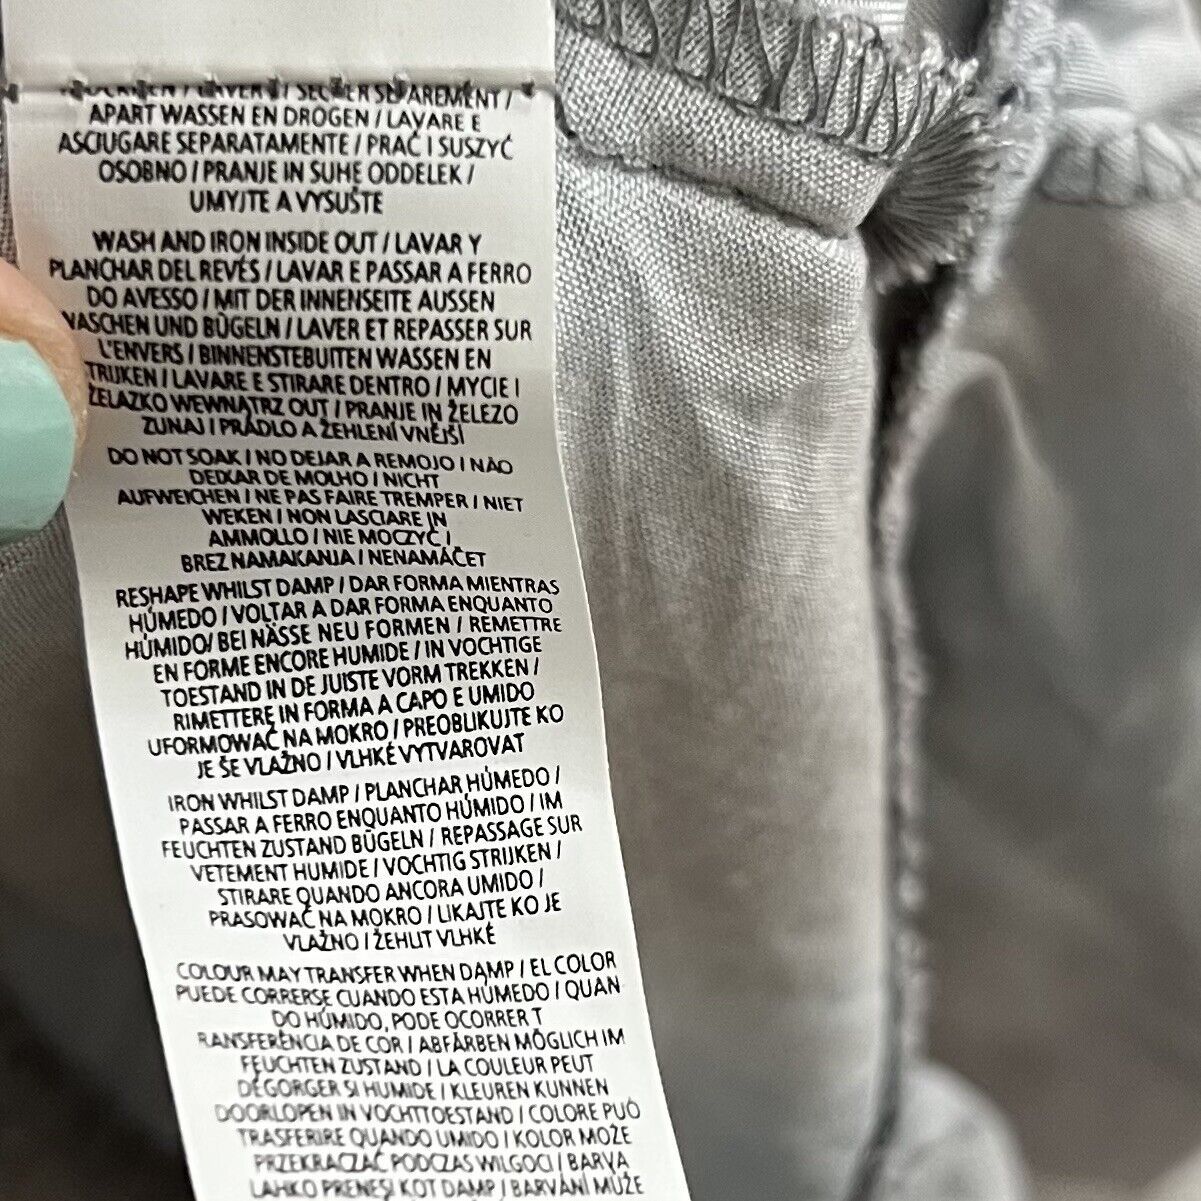 SÉPARÉMENT /
APART WASSEN EN DROGEN / LAVARE E
ASCIUGARE SEPARATAMENTE / PRAĆ I SUSZYĆ
OSOBNO / PRANJE IN SUHE ODDELEK /
UMYJTE A VYSUŠTE
WASH AND IRON INSIDE OUT / LAVAR Y
PLANCHAR DEL REVÉS / LAVAR E PASSAR A FERRO
DO AVESSO / MIT DER INNENSEITE AUSSEN
WASCHEN UND BÜGELN / LAVER ET REPASSER SUR
L'ENVERS / BINNENSTEBUITEN WASSEN EN
TRIJKEN / LAVARE E STIRARE DENTRO / MYCIE I
ŻELAZKO WEWNĄTRZ OUT / PRANJE IN ŽELEZO
ZUNAJ I PRÁDLO A ŽEHLENÍ VNĚJŠÍ
DO NOT SOAK / NO DEJAR A REMOJO / NÃO
DEIXAR DE MOLHO / NICHT
AUFWEICHEN / NE PAS FAIRE TREMPER / NIET
WEKEN / NON LASCIARE IN
AMMOLLO / NIE MOCZYĆ I
BREZ NAMAKANJA / NENAMÁČET
RESHAPE WHILST DAMP / DAR FORMA MIENTRAS
HÚMEDO / VOLTAR A DAR FORMA ENQUANTO
HÚMIDO/ BEI NÄSSE NEU FORMEN / REMETTRE
EN FORME ENCORE HUMIDE / IN VOCHTIGE
TOESTAND IN DE JUISTE VORM TREKKEN /
RIMETTERE IN FORMA A CAPO E UMIDO
UFORMOWAĆ NA MOKRO / PREOBLIKUJTE KO
JE ŠE VLAŽNO / VLHKÉ VYTVAROVAT
IRON WHILST DAMP / PLANCHAR HÚMEDO /
PASSAR A FERRO ENQUANTO HÚMIDO / IM
FEUCHTEN ZUSTAND BÜGELN / REPASSAGE SUR
VETEMENT HUMIDE / VOCHTIG STRIJKEN /
STIRARE QUANDO ANCORA UMIDO /
PRASOWAĆ NA MOKRO / LIKAJTE KO JE
VLAŽNO / ŽEHLIT VLHKÉ
COLOUR MAY TRANSFER WHEN DAMP / EL COLOR
PUEDE CORRERSE CUANDO ESTA HÚMEDO / QUAN
DO HÚMIDO, PODE OCORRER T
RANSFERÊNCIA DE COR / ABFÄRBEN MÖGLICH IM
FEUCHTEN ZUSTAND / LA COULEUR PEUT
DÉGORGER SI HUMIDE / KLEUREN KUNNEN
DOORLOPEN IN VOCHTTOESTAND / COLORE PUÒ
TRASFERIRE QUANDO UMIDO / KOLOR MOŻE
PRZEKRACZAĆ PODCZAS WILGOCI / BARVA
LAHKO PRENESI KOT DAMP / BARVÁNÍ MŮŽE